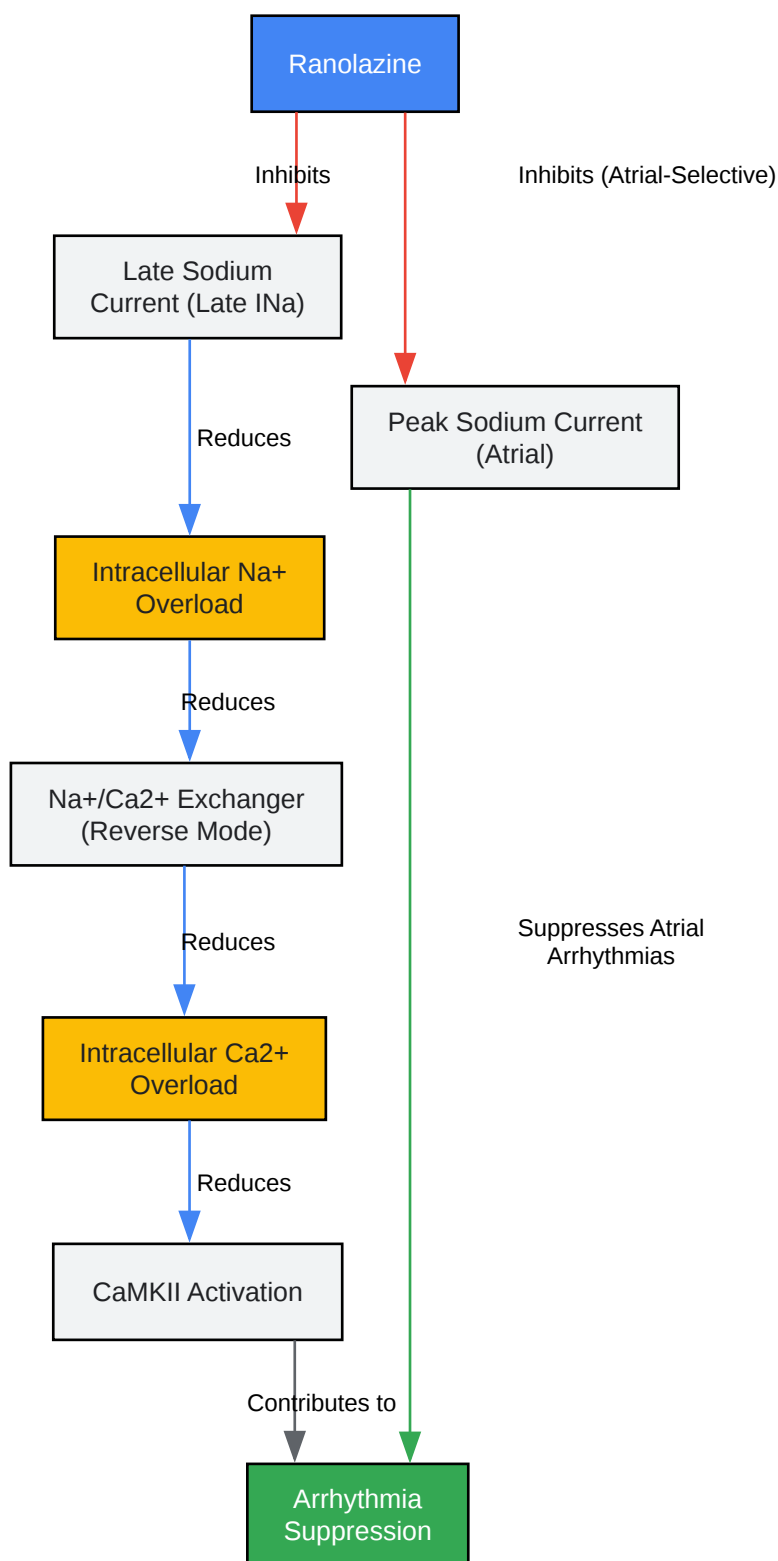 Ranolazine
Inhibits
Inhibits (Atrial-Selective)
Late Sodium
Current (Late INa)
Peak Sodium Current
(Atrial)
Reduces
Intracellular Na+
Overload
Reduces
Na+/Ca2+ Exchanger
(Reverse Mode)
Reduces
Suppresses Atrial
Arrhythmias
Intracellular Ca2+
Overload
Reduces
CaMKII Activation
Contributes to
Arrhythmia
Suppression